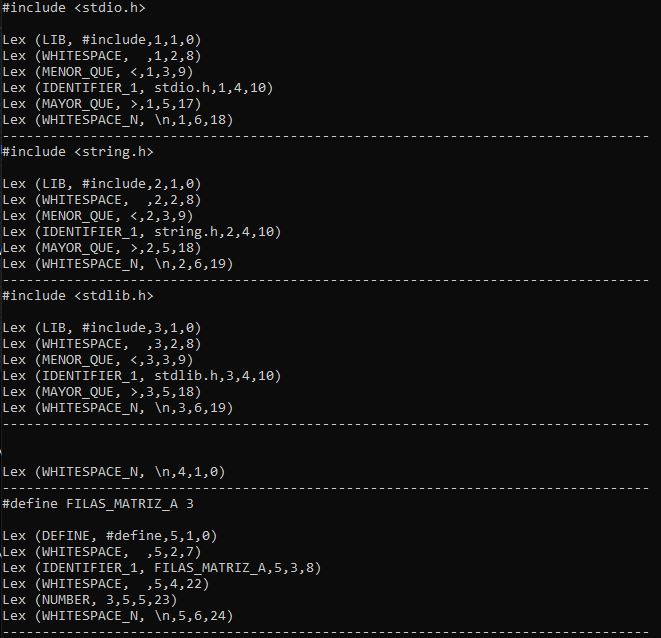 #include <stdio.h>
Lex (LIB, #include,1,1,0)
Lex (WHITESPACE,  ,1,2,8)
Lex (MENOR_QUE, <,1,3,9)
Lex (IDENTIFIER_1, stdio.h,1,4,10)
Lex (MAYOR_QUE, >,1,5,17)
Lex (WHITESPACE_N, \n,1,6,18)
---------------------------------------------------------------------------------
#include <string.h>
Lex (LIB, #include,2,1,0)
Lex (WHITESPACE,  ,2,2,8)
Lex (MENOR_QUE, <,2,3,9)
Lex (IDENTIFIER_1, string.h,2,4,10)
Lex (MAYOR_QUE, >,2,5,18)
Lex (WHITESPACE_N, \n,2,6,19)
---------------------------------------------------------------------------------
#include <stdlib.h>
Lex (LIB, #include,3,1,0)
Lex (WHITESPACE,  ,3,2,8)
Lex (MENOR_QUE, <,3,3,9)
Lex (IDENTIFIER_1, stdlib.h,3,4,10)
Lex (MAYOR_QUE, >,3,5,18)
Lex (WHITESPACE_N, \n,3,6,19)
---------------------------------------------------------------------------------
Lex (WHITESPACE_N, \n,4,1,0)
---------------------------------------------------------------------------------
#define FILAS_MATRIZ_A 3
Lex (DEFINE, #define,5,1,0)
Lex (WHITESPACE,  ,5,2,7)
Lex (IDENTIFIER_1, FILAS_MATRIZ_A,5,3,8)
Lex (WHITESPACE,  ,5,4,22)
Lex (NUMBER, 3,5,5,23)
Lex (WHITESPACE_N, \n,5,6,24)
---------------------------------------------------------------------------------